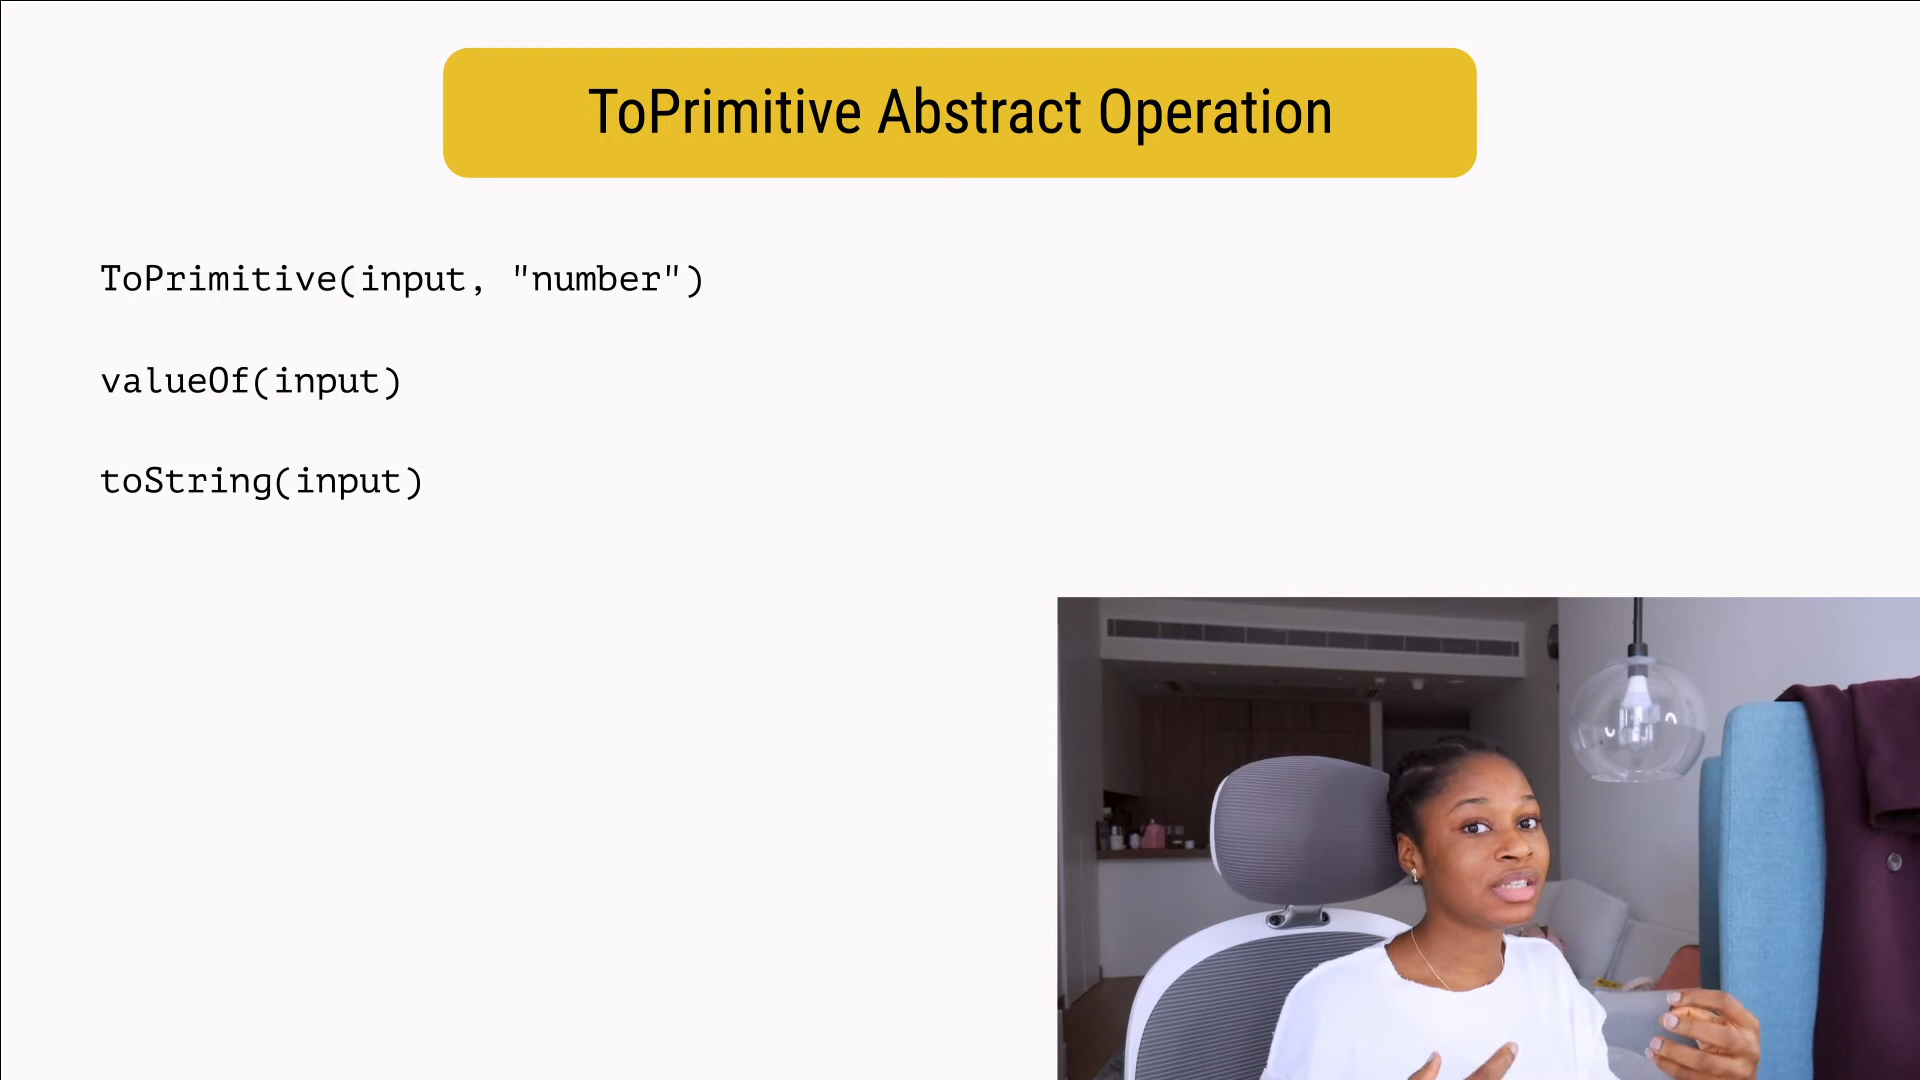 ToPrimitive Abstract Operation
ToPrimitive(input, "number")
valueOf(input)
toString(input)